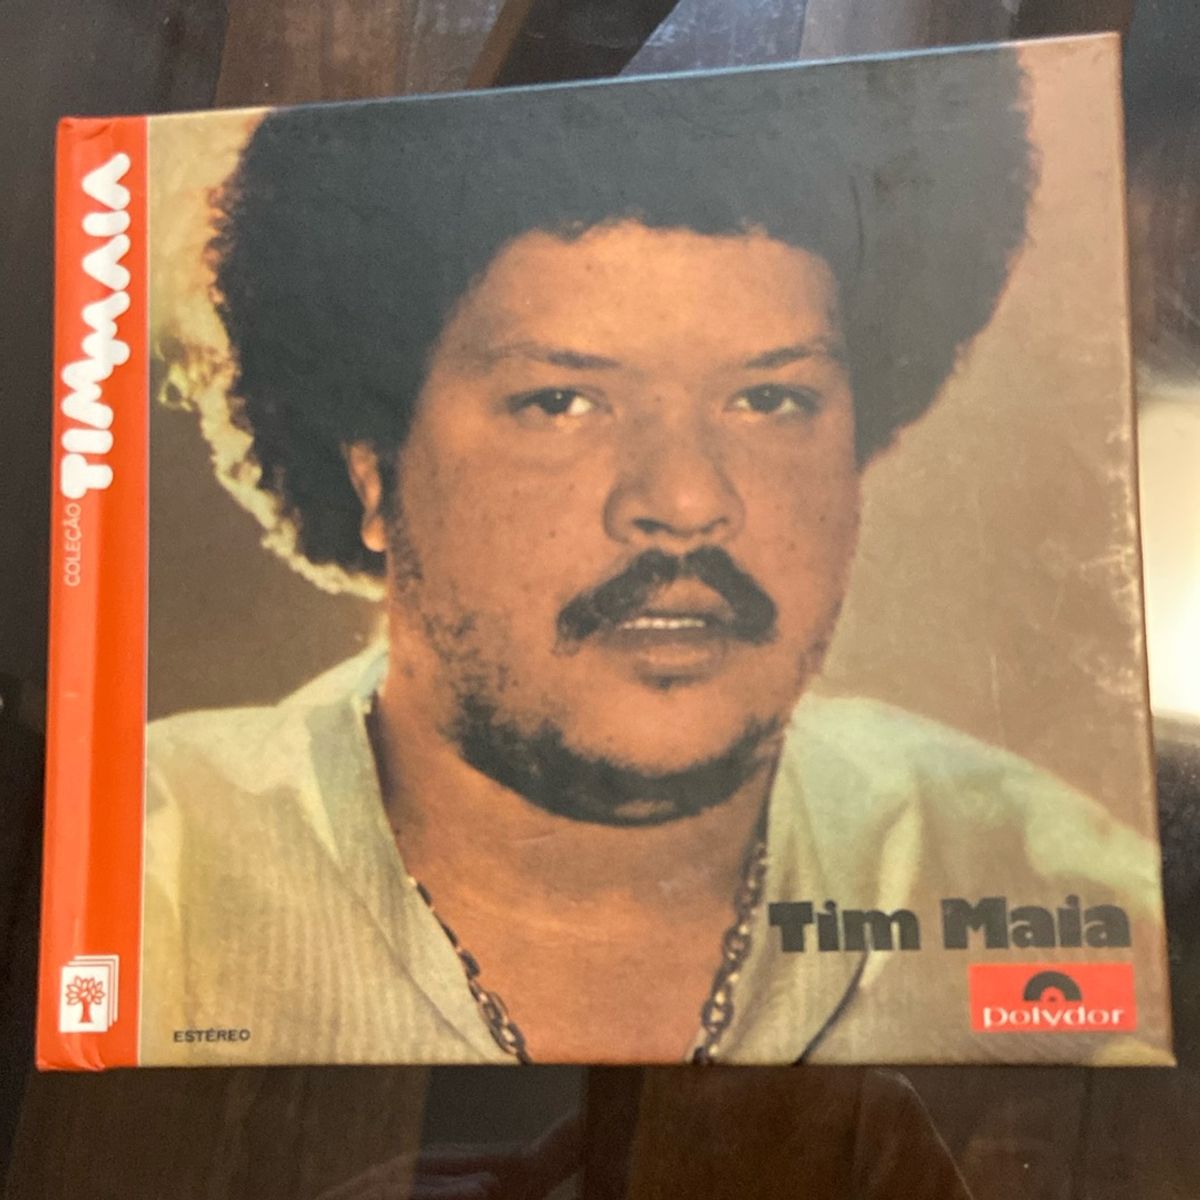 COLEÇÃO TIM MAIA
Tim Maia
polydor
ESTÉREO